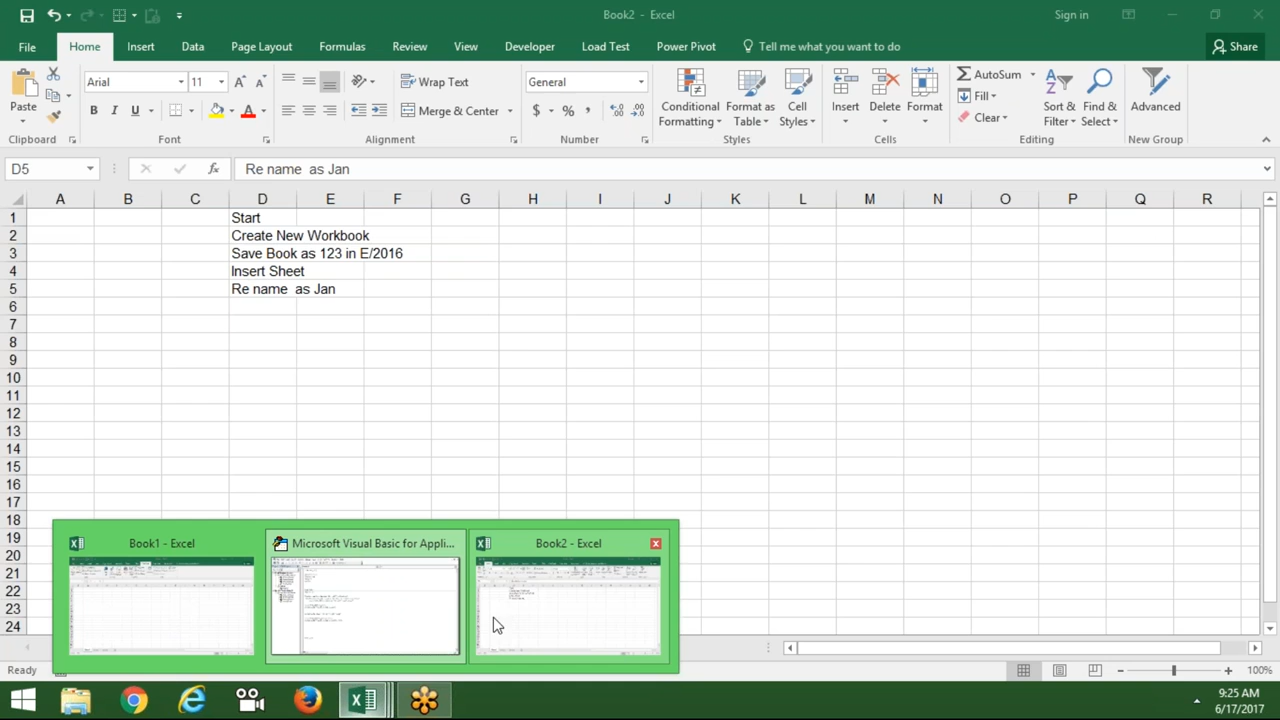 Book2 - Excel
Sign in
File Home Insert Data Page Layout Formulas Review View Developer Load Test Power Pivot Tell me what you want to do Share
Paste
Arial 11
B I U
Wrap Text
Merge & Center
General
$ % ,
Conditional Formatting
Format as Table
Cell Styles
Insert
Delete
Format
AutoSum
Fill
Clear
Sort & Filter
Find & Select
Advanced
Clipboard Font Alignment Number Styles Cells Editing New Group
D5 fx Re name  as Jan
A B C D E F G H I J K L M N O P Q R
1 Start
2 Create New Workbook
3 Save Book as 123 in E/2016
4 Insert Sheet
5 Re name  as Jan
6
7
8
9
10
11
12
13
14
15
16
17
18
19
20
21
22
23
24
Book1 - Excel
Microsoft Visual Basic for Appli...
Book2 - Excel
Ready
100%
9:25 AM
6/17/2017